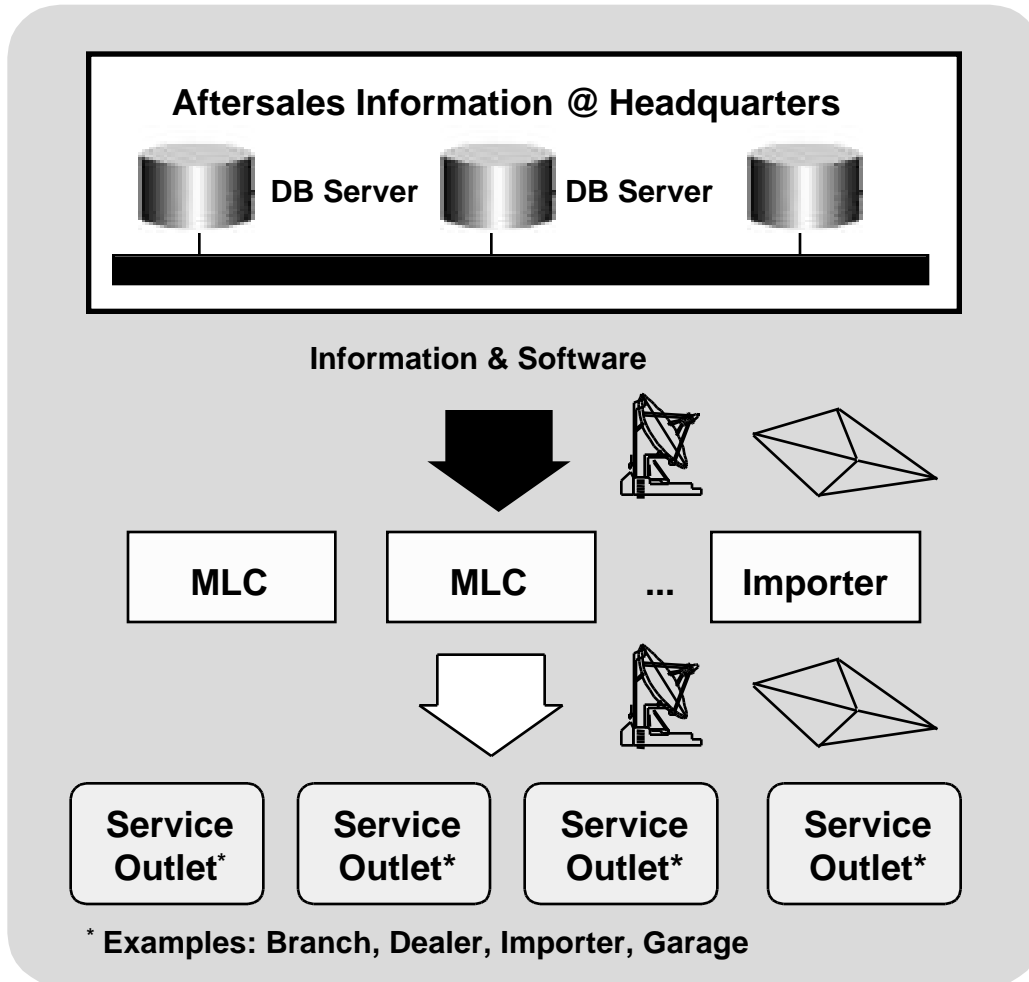 Aftersales Information @ Headquarters
DB Server DB Server
Information & Software
MLC MLC ... Importer
Service Service Service Service
Outlet* Outlet* Outlet* Outlet*
* Examples: Branch, Dealer, Importer, Garage